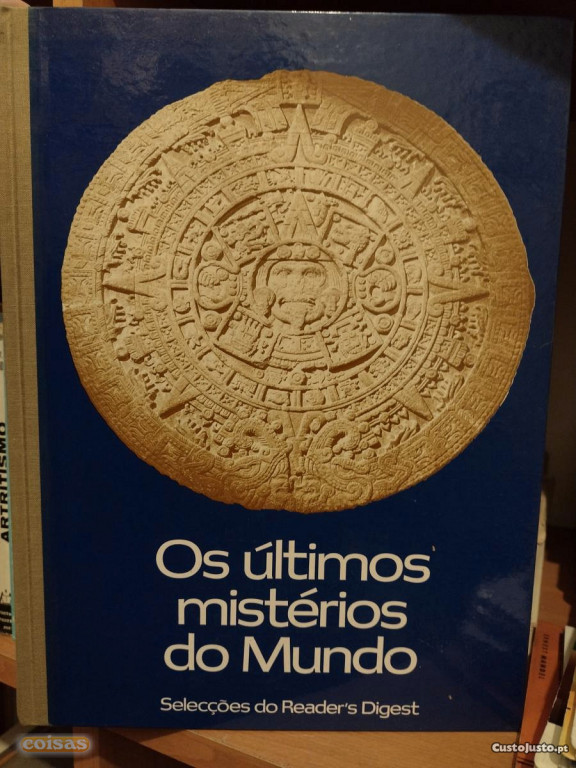 Os últimos
mistérios
do Mundo
Selecções do Reader's Digest
ARTRITISMO
coisas
CustoJusto.pt